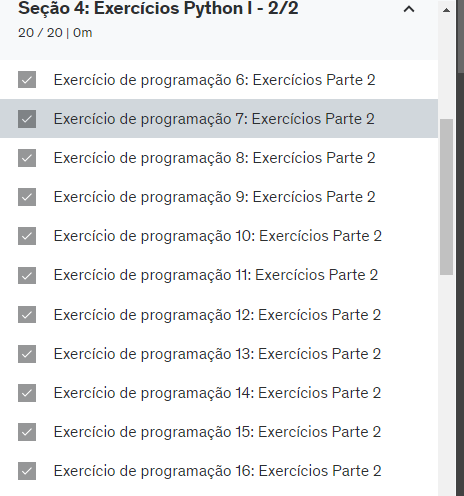 Seção 4: Exercícios Python I - 2/2
20 / 20 | 0m
Exercício de programação 6: Exercícios Parte 2
Exercício de programação 7: Exercícios Parte 2
Exercício de programação 8: Exercícios Parte 2
Exercício de programação 9: Exercícios Parte 2
Exercício de programação 10: Exercícios Parte 2
Exercício de programação 11: Exercícios Parte 2
Exercício de programação 12: Exercícios Parte 2
Exercício de programação 13: Exercícios Parte 2
Exercício de programação 14: Exercícios Parte 2
Exercício de programação 15: Exercícios Parte 2
Exercício de programação 16: Exercícios Parte 2